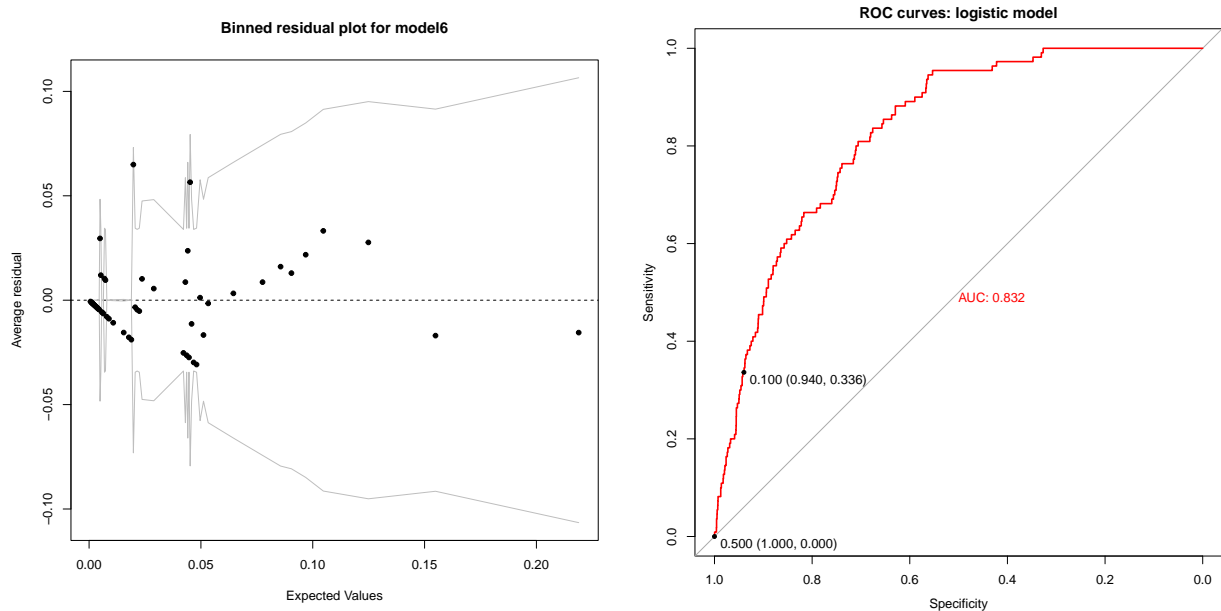 Binned residual plot for model6
Average residual
0.10
0.05
0.00
−0.05
−0.10
0.00
0.05
0.10
0.15
0.20
Expected Values
ROC curves: logistic model
Sensitivity
1.0
0.8
0.6
0.4
0.2
0.0
AUC: 0.832
0.100 (0.940, 0.336)
0.500 (1.000, 0.000)
1.0
0.8
0.6
0.4
0.2
0.0
Specificity